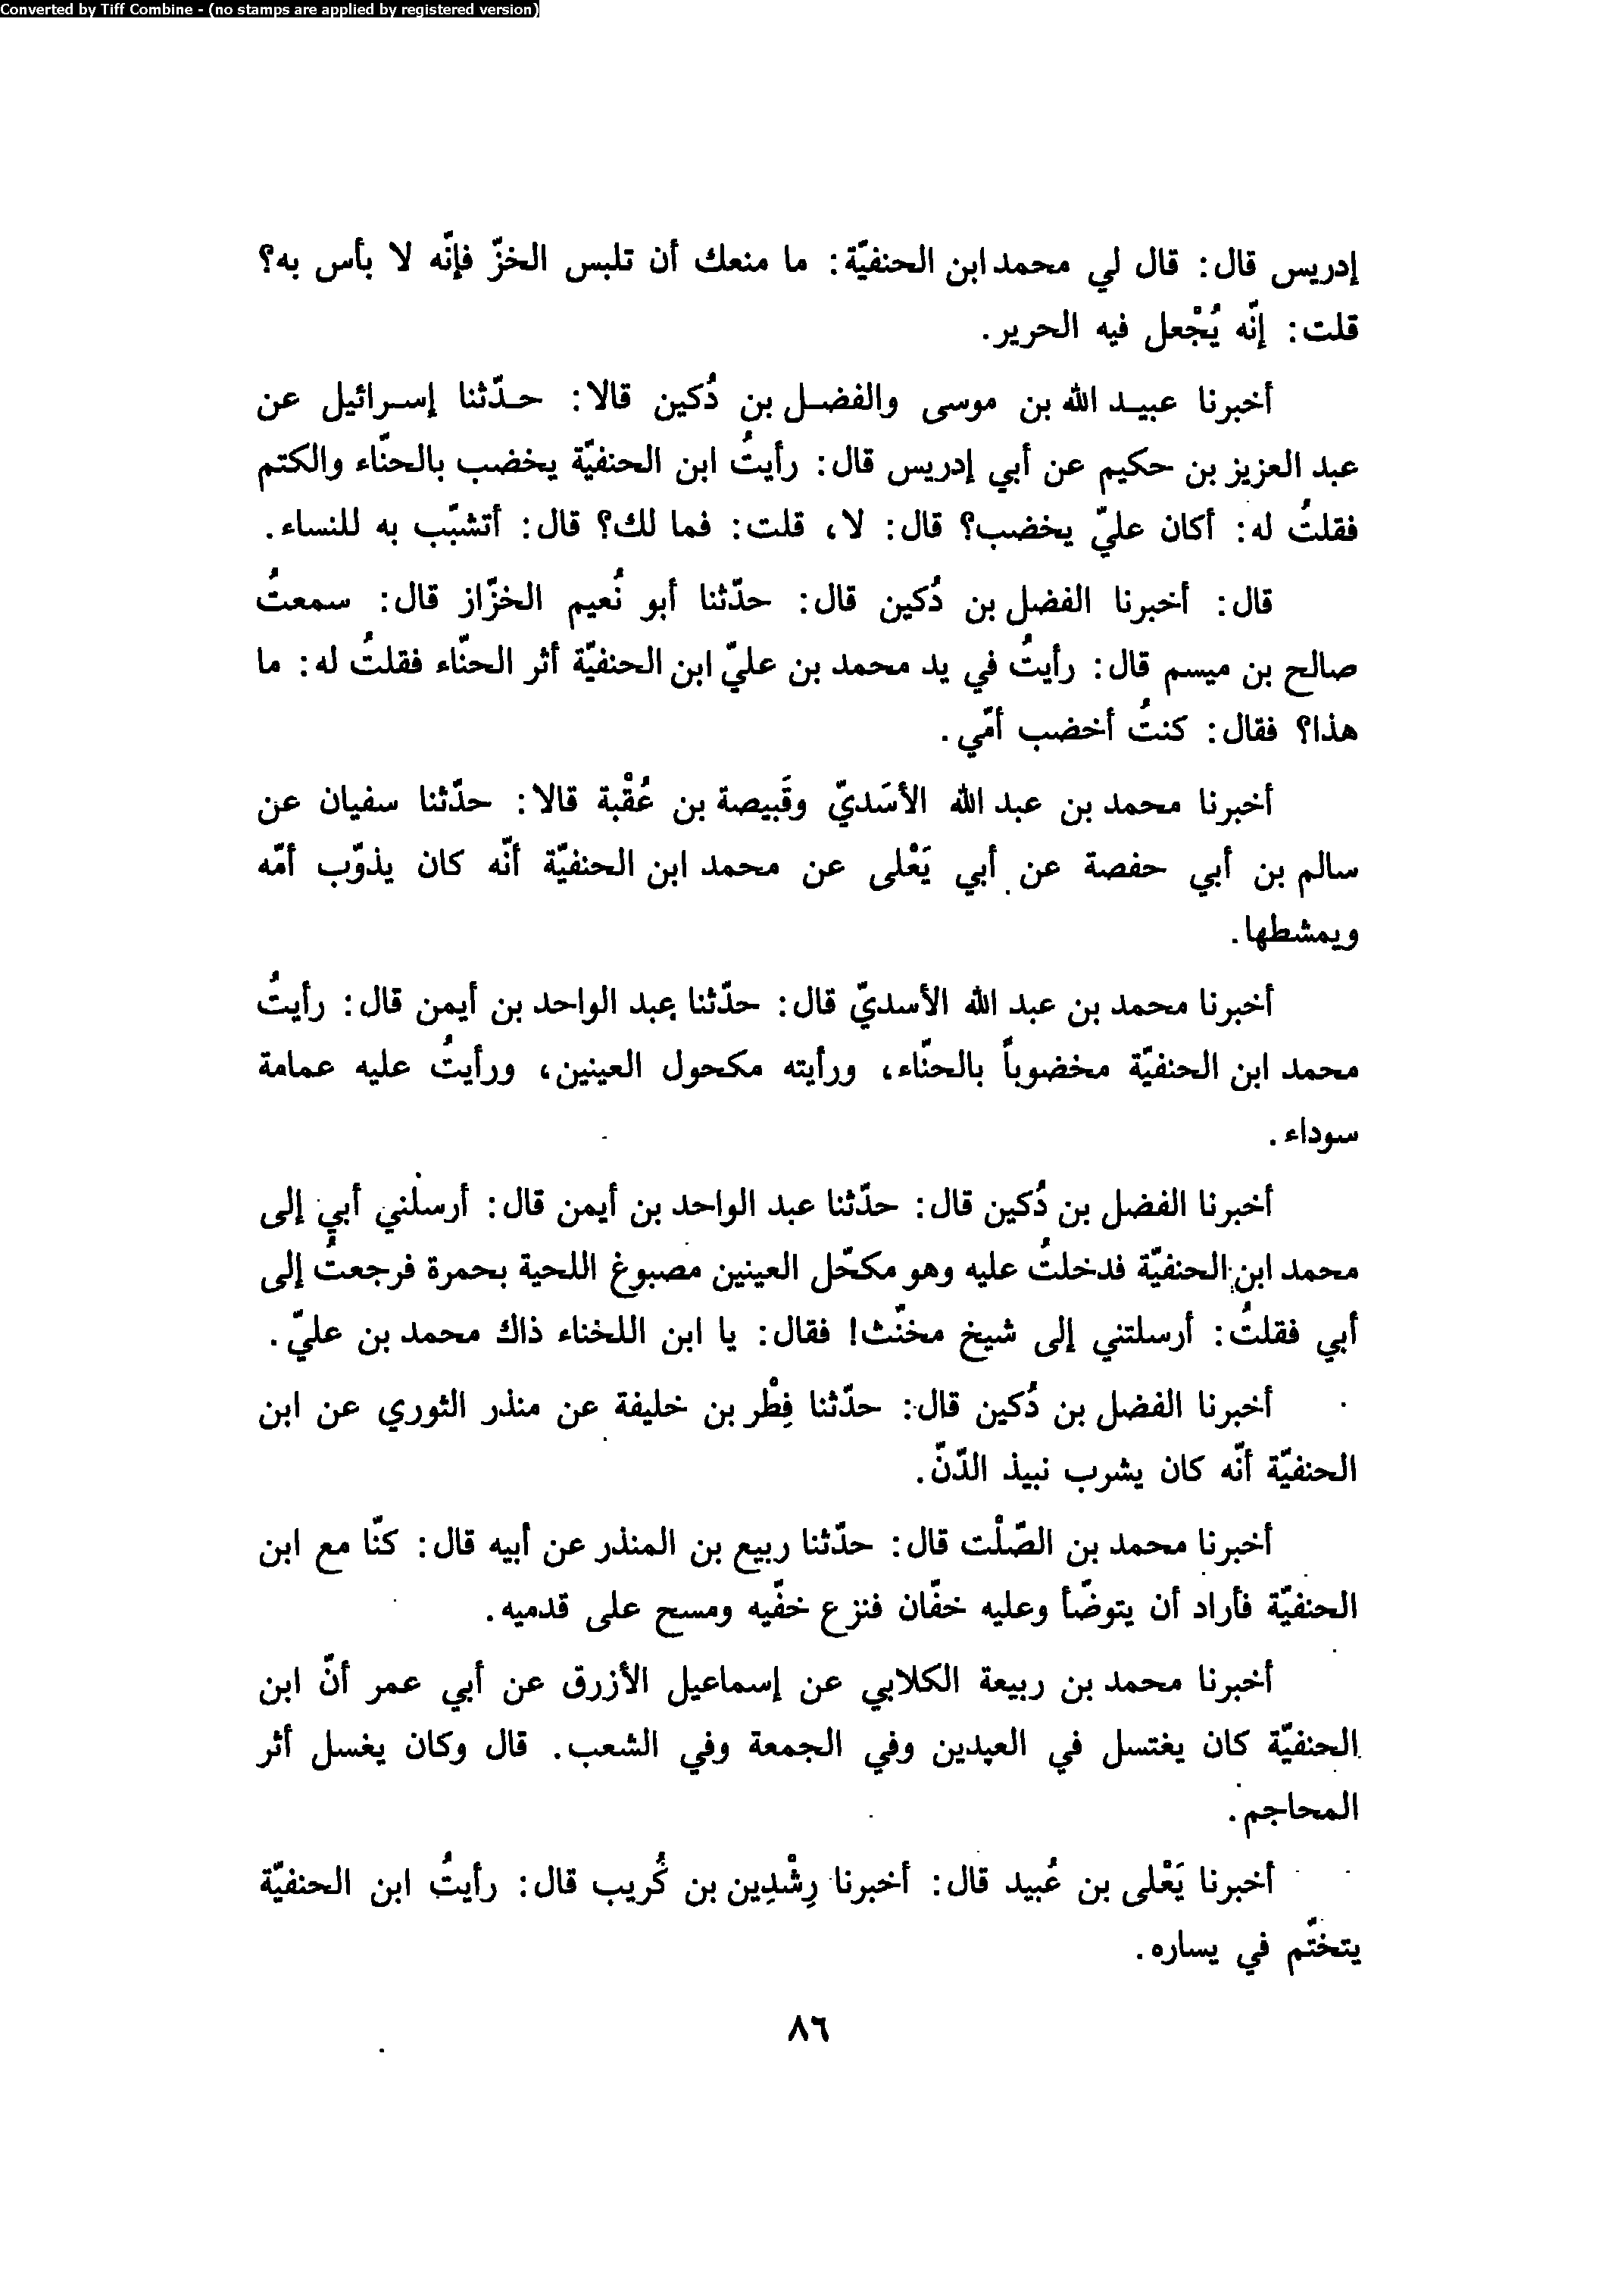 Converted by Tiff Combine - (no stamps are applied by registered version)
إدريس قال: قال لي محمد ابن الحنفيّة: ما منعك أن تلبس الخزّ فإنّه لا بأس به؟
قلت: إنّه يُجْعل فيه الحرير.
أخبرنا عبيد الله بن موسى والفضل بن دُكين قالا: حدّثنا إسرائيل عن
عبد العزيز بن حكيم عن أبي إدريس قال: رأيتُ ابن الحنفيّة يخضب بالحنّاء والكتم
فقلتُ له: أكان عليّ يخضب؟ قال: لا، قلت: فما لك؟ قال: أتشبّب به للنساء.
قال: أخبرنا الفضل بن دُكين قال: حدّثنا أبو نُعيم الخزّاز قال: سمعتُ
صالح بن ميسم قال: رأيتُ في يد محمد بن عليّ ابن الحنفيّة أثر الحنّاء فقلتُ له: ما
هذا؟ فقال: كنتُ أخضب أمّي.
أخبرنا محمد بن عبد الله الأسَديّ وقَبيصة بن عُقْبة قالا: حدّثنا سفيان عن
سالم بن أبي حفصة عن أبي يَعْلى عن محمد ابن الحنفيّة أنّه كان يذوّب أمّه
ويمشطها.
أخبرنا محمد بن عبد الله الأسديّ قال: حدّثنا عبد الواحد بن أيمن قال: رأيتُ
محمد ابن الحنفيّة مخضوباً بالحنّاء، ورأيته مكحول العينين، ورأيتُ عليه عمامة
سوداء.
أخبرنا الفضل بن دُكين قال: حدّثنا عبد الواحد بن أيمن قال: أرسلني أبي إلى
محمد ابن الحنفيّة فدخلتُ عليه وهو مكحّل العينين مصبوغ اللحية بحمرة فرجعتُ إلى
أبي فقلتُ: أرسلتني إلى شيخ مخنّث! فقال: يا ابن اللخناء ذاك محمد بن عليّ.
أخبرنا الفضل بن دُكين قال: حدّثنا فِطْر بن خليفة عن منذر الثوري عن ابن
الحنفيّة أنّه كان يشرب نبيذ الدّنّ.
أخبرنا محمد بن الصّلْت قال: حدّثنا ربيع بن المنذر عن أبيه قال: كنّا مع ابن
الحنفيّة فأراد أن يتوضّأ وعليه خفّان فنزع خفّيه ومسح على قدميه.
أخبرنا محمد بن ربيعة الكلابي عن إسماعيل الأزرق عن أبي عمر أنّ ابن
الحنفيّة كان يغتسل في العيدين وفي الجمعة وفي الشعب. قال وكان يغسل أثر
المحاجم.
أخبرنا يَعْلى بن عُبيد قال: أخبرنا رِشْدِين بن كُريب قال: رأيتُ ابن الحنفيّة
يتختّم في يساره.
٨٦